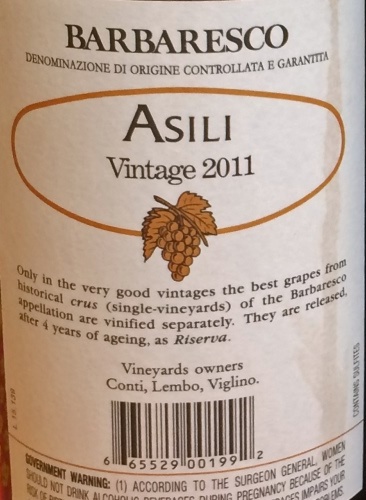 BARBARESCO
DENOMINAZIONE DI ORIGINE CONTROLLATA E GARANTITA
ASILI
Vintage 2011
Only in the very good vintages the best grapes from
historical crus (single-vineyards) of the Barbaresco
appellation are vinified separately. They are released,
after 4 years of ageing, as Riserva.
Vineyards owners
Conti, Lembo, Viglino.
6 65529 00199 2
CONTAINS SULFITES
GOVERNMENT WARNING: (1) ACCORDING TO THE SURGEON GENERAL, WOMEN
SHOULD NOT DRINK ALCOHOLIC BEVERAGES DURING PREGNANCY BECAUSE OF THE
RISK OF